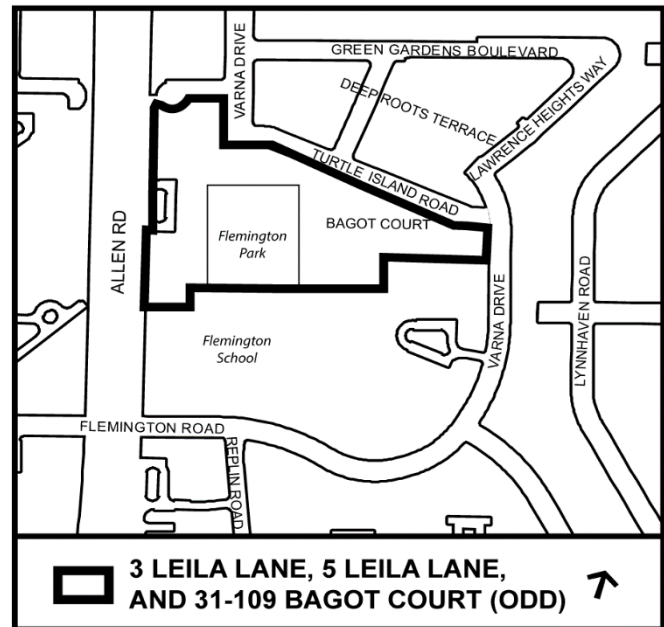 GREEN GARDENS BOULEVARD
VARNA DRIVE
DEEP ROOTS TERRACE
LAWRENCE HEIGHTS WAY
TURTLE ISLAND ROAD
BAGOT COURT
Flemington
Park
ALLEN RD
VARNA DRIVE
LYNNHAVEN ROAD
Flemington
School
FLEMINGTON ROAD
REPLIN ROAD
3 LEILA LANE, 5 LEILA LANE,
AND 31-109 BAGOT COURT (ODD)